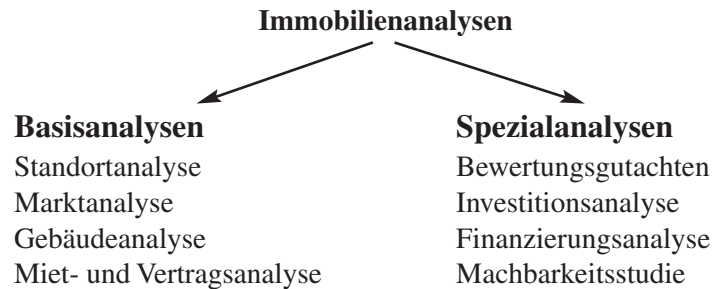 Immobilienanalysen
Basisanalysen
Standortanalyse
Marktanalyse
Gebäudeanalyse
Miet- und Vertragsanalyse
Spezialanalysen
Bewertungsgutachten
Investitionsanalyse
Finanzierungsanalyse
Machbarkeitsstudie